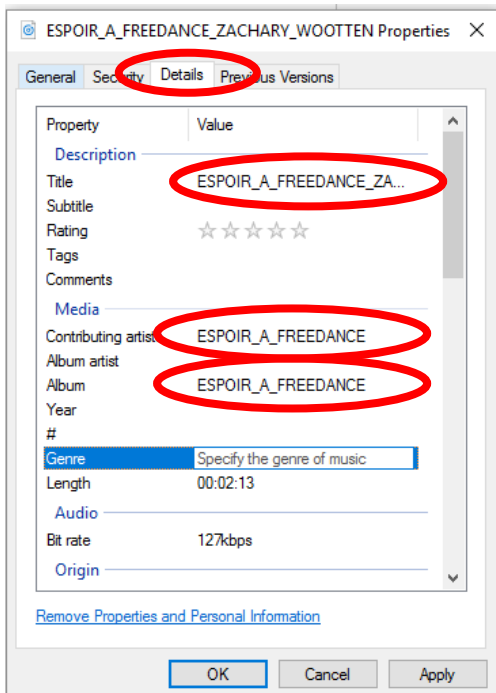 ESPOIR_A_FREEDANCE_ZACHARY_WOOTTEN Properties
General Security Details Previous Versions
Property Value
Description
Title ESPOIR_A_FREEDANCE_ZA...
Subtitle
Rating
Tags
Comments
Media
Contributing artist ESPOIR_A_FREEDANCE
Album artist
Album ESPOIR_A_FREEDANCE
Year
#
Genre Specify the genre of music
Length 00:02:13
Audio
Bit rate 127kbps
Origin
Remove Properties and Personal Information
OK Cancel Apply